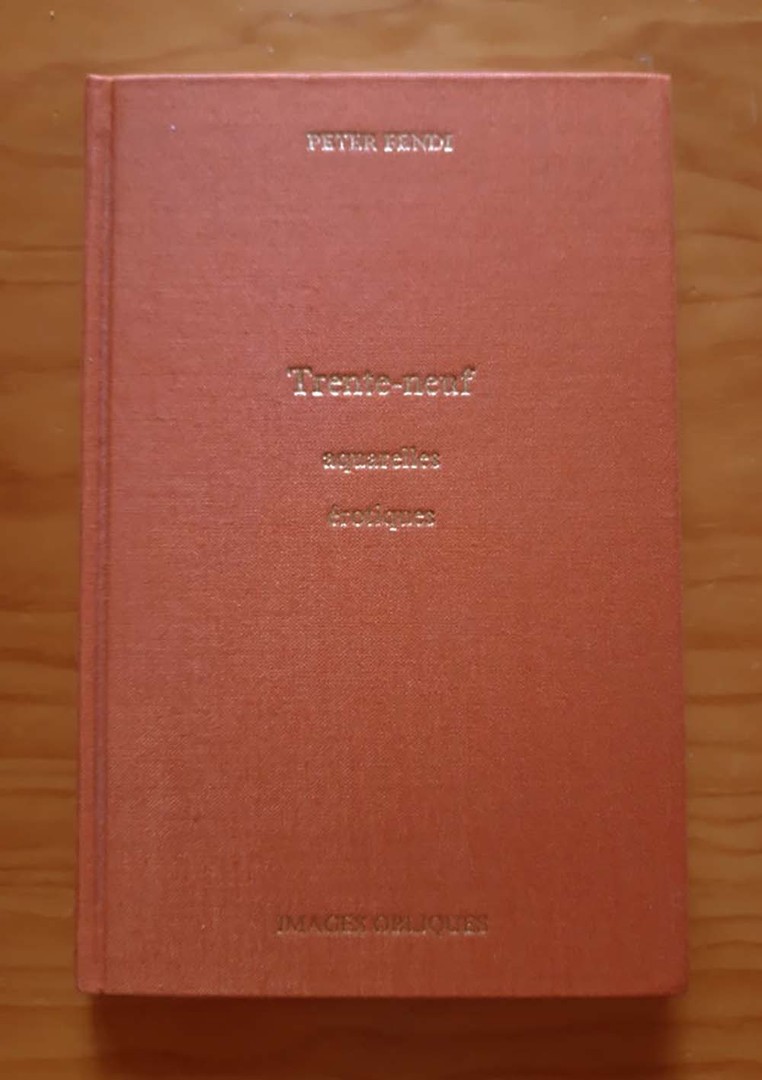 PETER FENDI
Trente-neuf
aquarelles
érotiques
IMAGES OBLIQUES